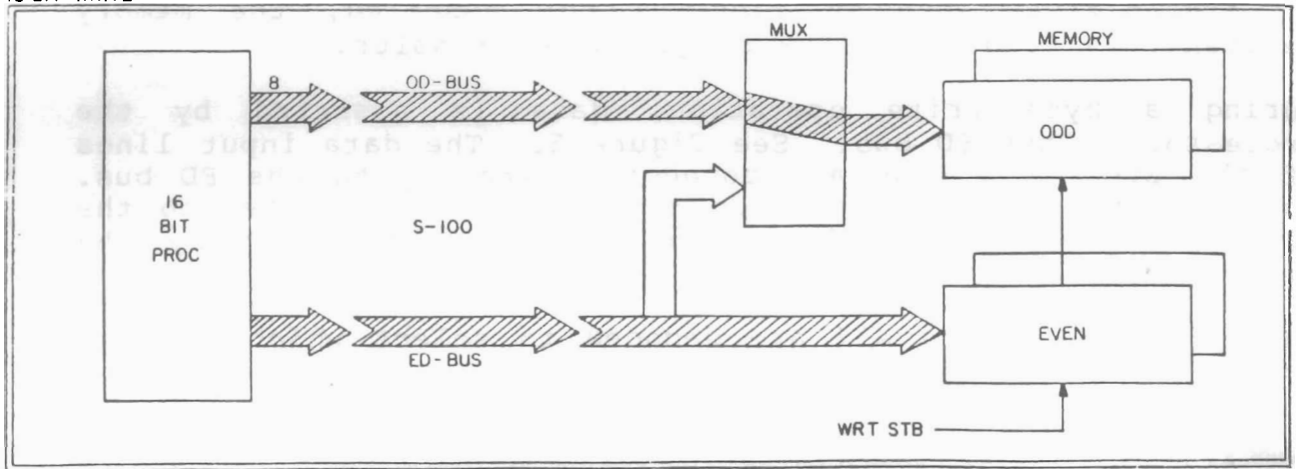 MUX
MEMORY
8
OD-BUS
ODD
16
BIT
PROC
S-100
EVEN
ED-BUS
WRT STB